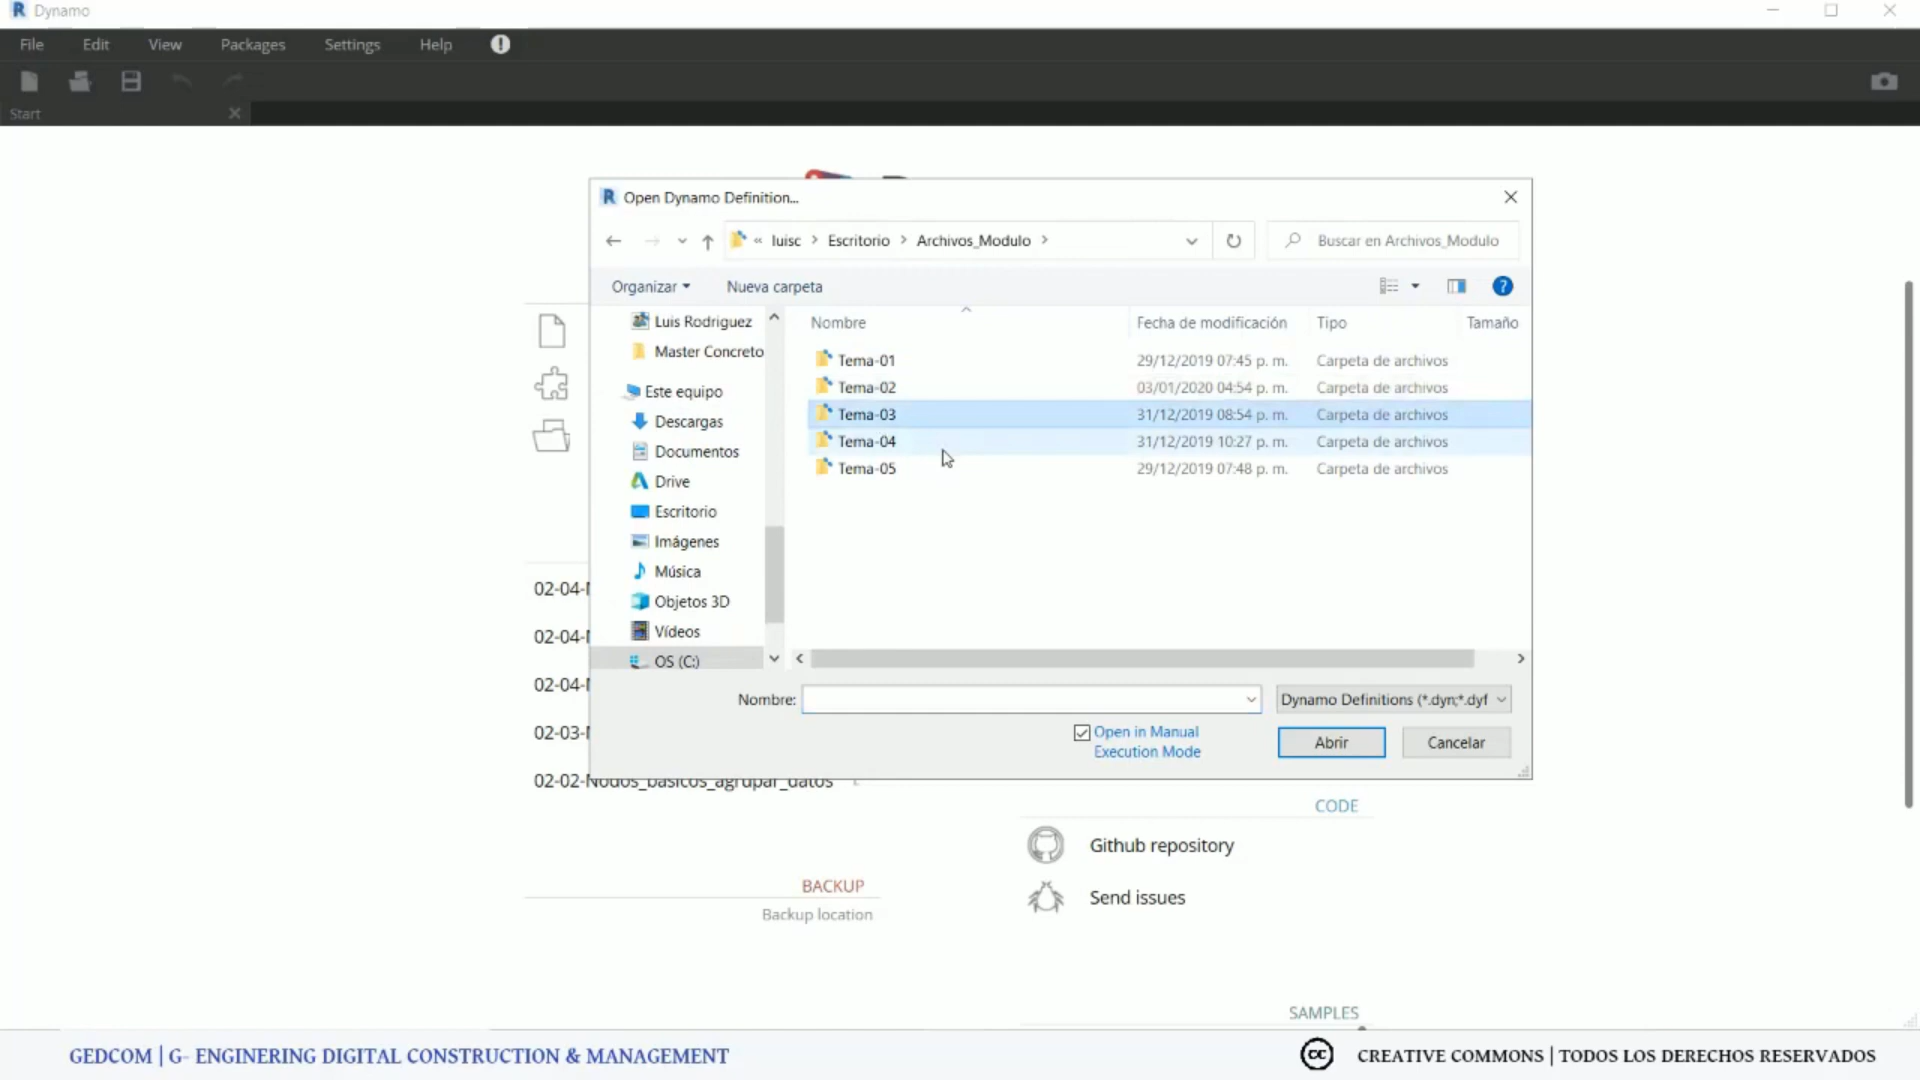 R Dynamo
File Edit View Packages Settings Help
Start
R Open Dynamo Definition...
« luisc > Escritorio > Archivos_Modulo >
Buscar en Archivos_Modulo
Organizar Nueva carpeta
Nombre Fecha de modificación Tipo Tamaño
Luis Rodriguez
Master Concreto
Este equipo
Descargas
Documentos
Drive
Escritorio
Imágenes
Música
Objetos 3D
Vídeos
OS (C:)
Tema-01 29/12/2019 07:45 p. m. Carpeta de archivos
Tema-02 03/01/2020 04:54 p. m. Carpeta de archivos
Tema-03 31/12/2019 08:54 p. m. Carpeta de archivos
Tema-04 31/12/2019 10:27 p. m. Carpeta de archivos
Tema-05 29/12/2019 07:48 p. m. Carpeta de archivos
Nombre: Dynamo Definitions (*.dyn;*.dyf
Open in Manual
Execution Mode
Abrir Cancelar
02-04-
02-04-
02-04-
02-03-
02-02-Nodos_basicos_agrupar_datos
CODE
Github repository
Send issues
BACKUP
Backup location
SAMPLES
GEDCOM | G- ENGINERING DIGITAL CONSTRUCTION & MANAGEMENT
cc CREATIVE COMMONS | TODOS LOS DERECHOS RESERVADOS